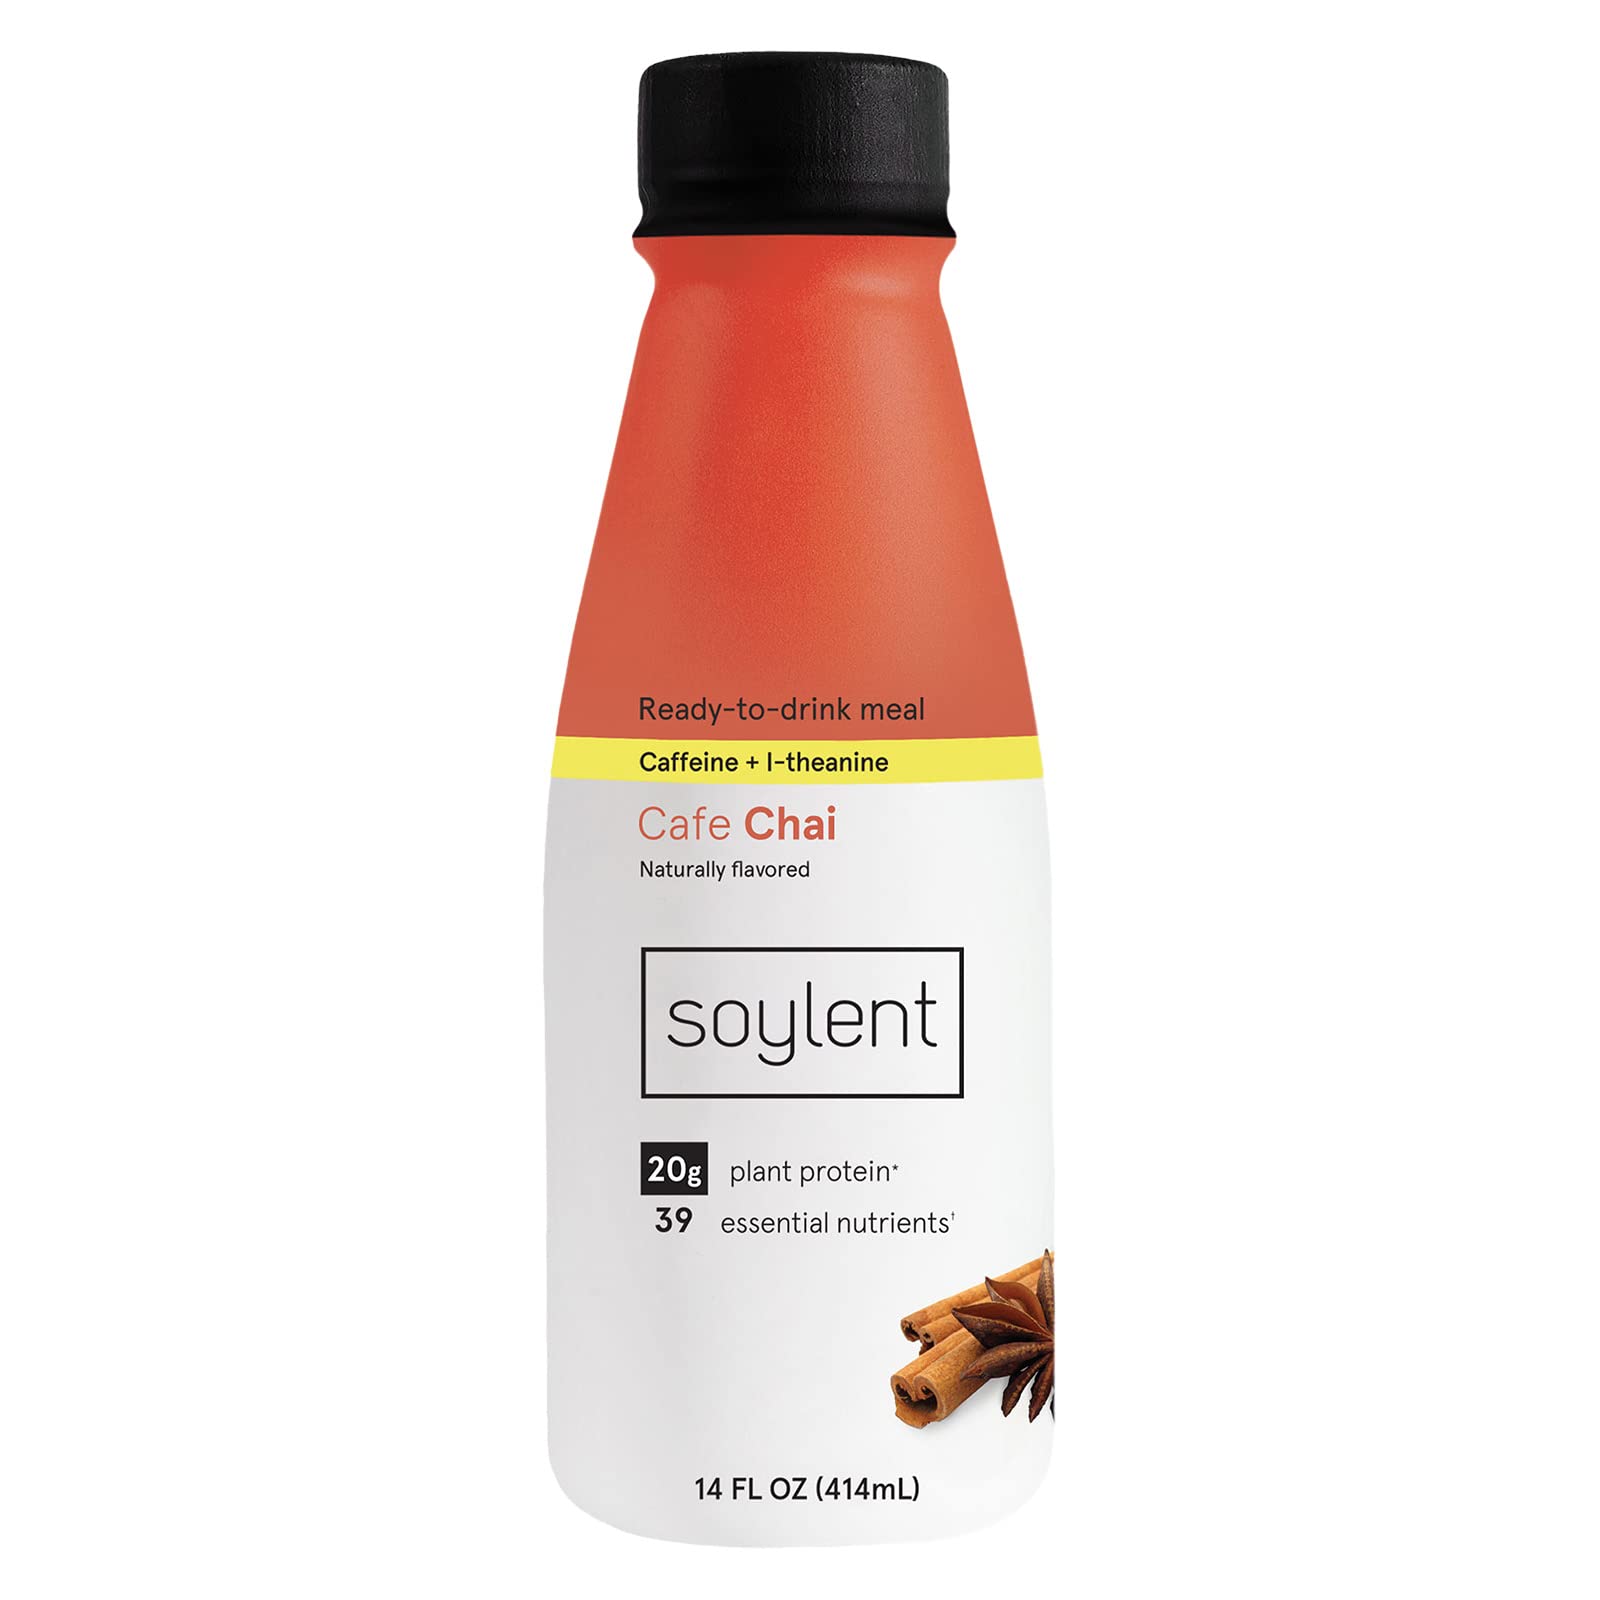 Ready-to-drink meal
Caffeine + l-theanine
Cafe Chai
Naturally flavored
soylent
20g plant protein*
39 essential nutrients†
14 FL OZ (414mL)